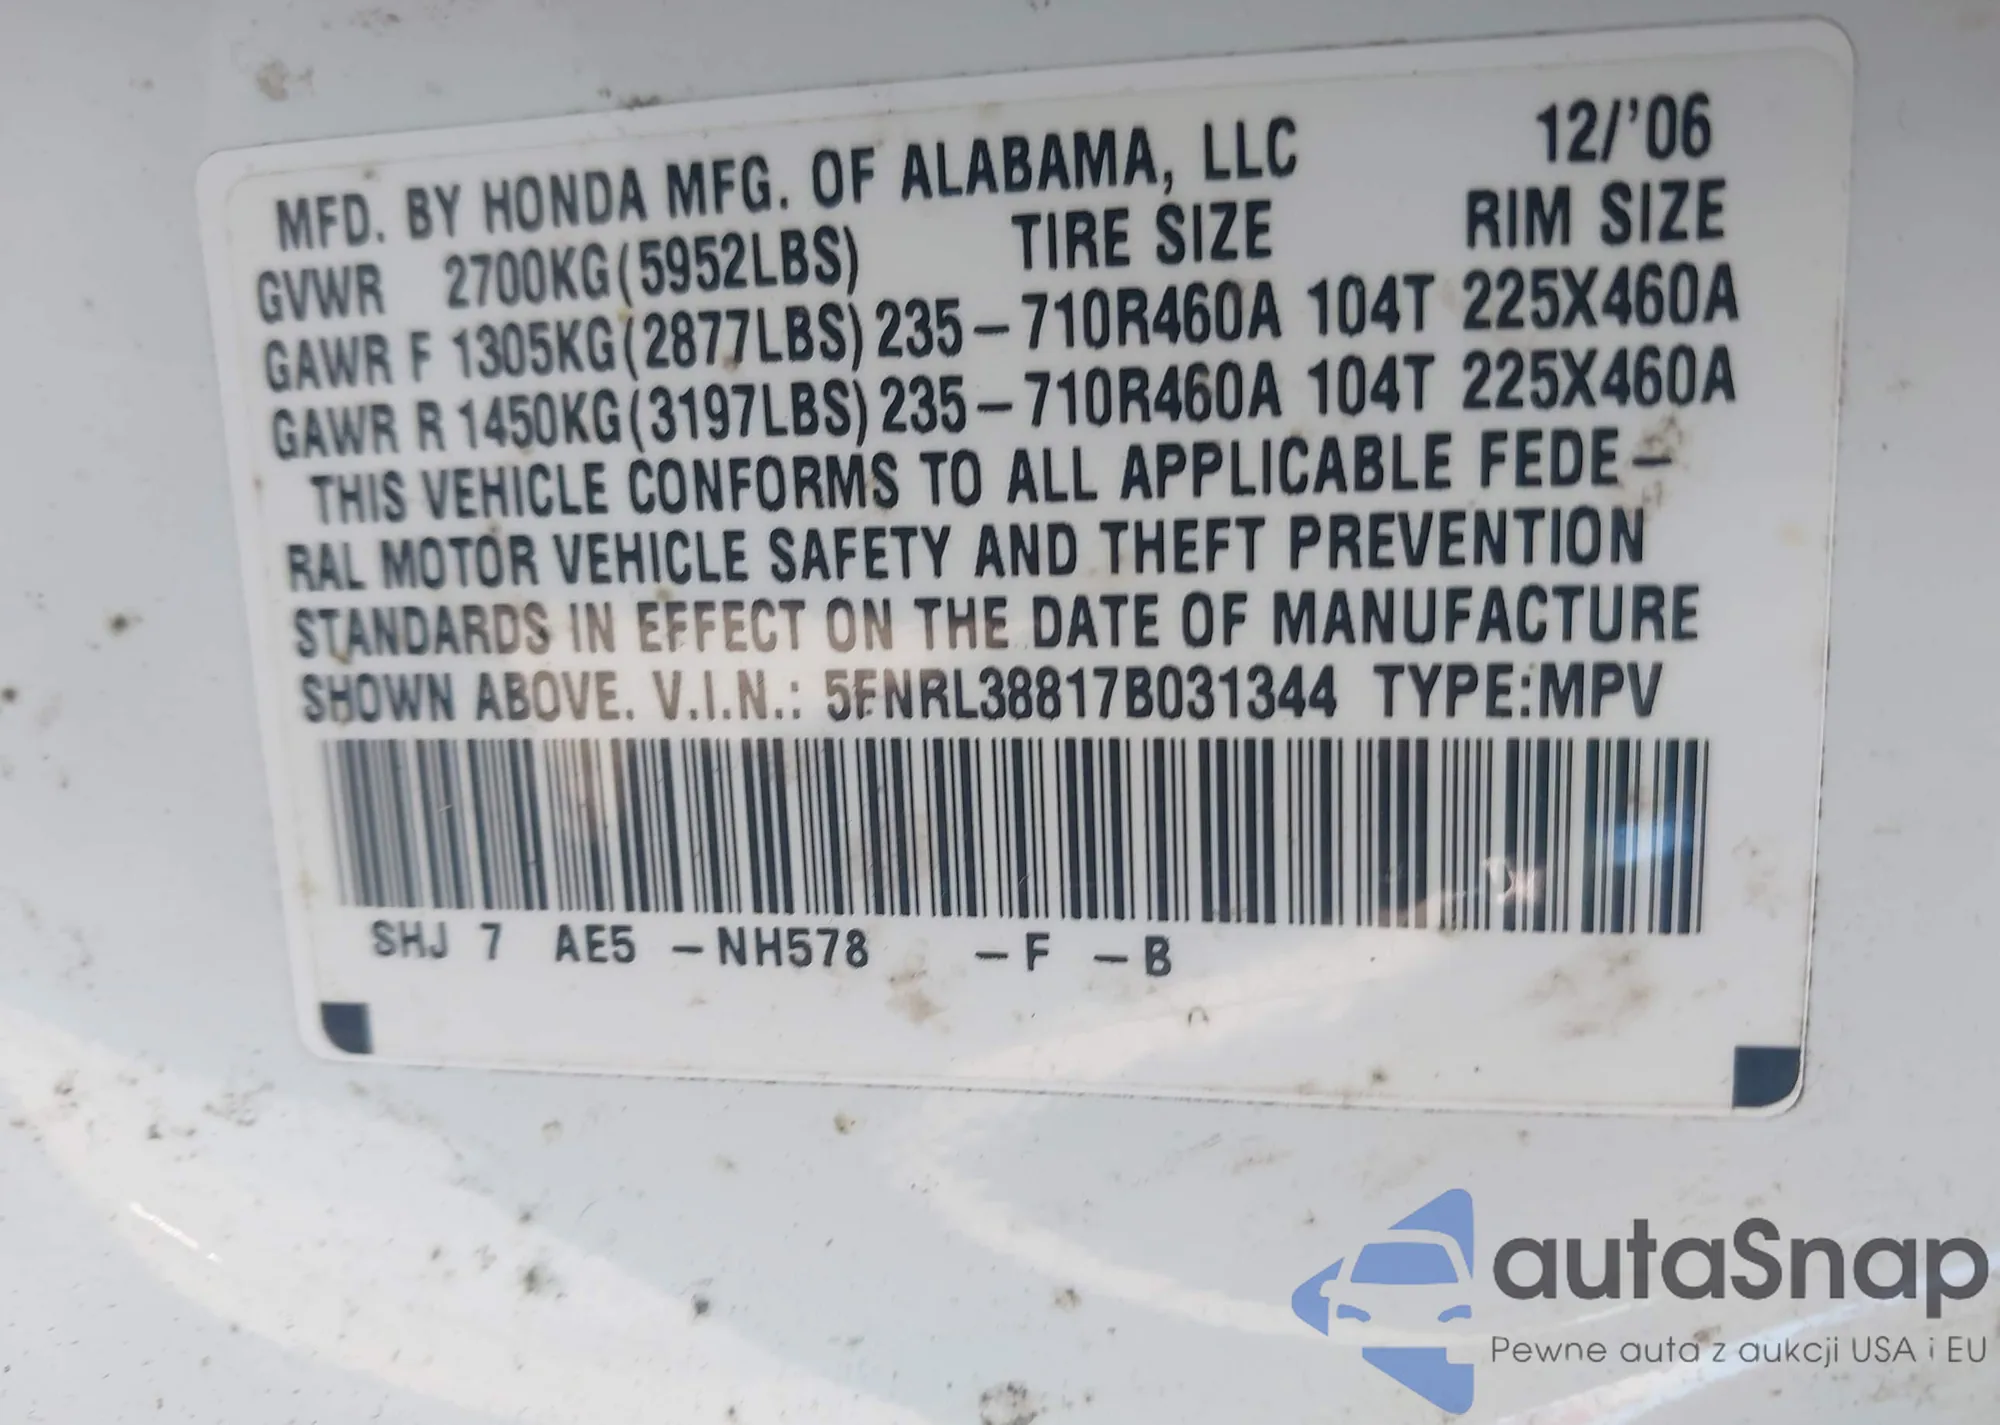 MFD. BY HONDA MFG. OF ALABAMA, LLC 12/'06
GVWR 2700KG(5952LBS) TIRE SIZE RIM SIZE
GAWR F 1305KG(2877LBS) 235-710R460A 104T 225X460A
GAWR R 1450KG(3197LBS) 235-710R460A 104T 225X460A
THIS VEHICLE CONFORMS TO ALL APPLICABLE FEDE-
RAL MOTOR VEHICLE SAFETY AND THEFT PREVENTION
STANDARDS IN EFFECT ON THE DATE OF MANUFACTURE
SHOWN ABOVE. V.I.N.: 5FNRL38817B031344 TYPE:MPV
SHJ 7 AE5 -NH578 -F -B
autaSnap
Pewne auta z aukcji USA i EU